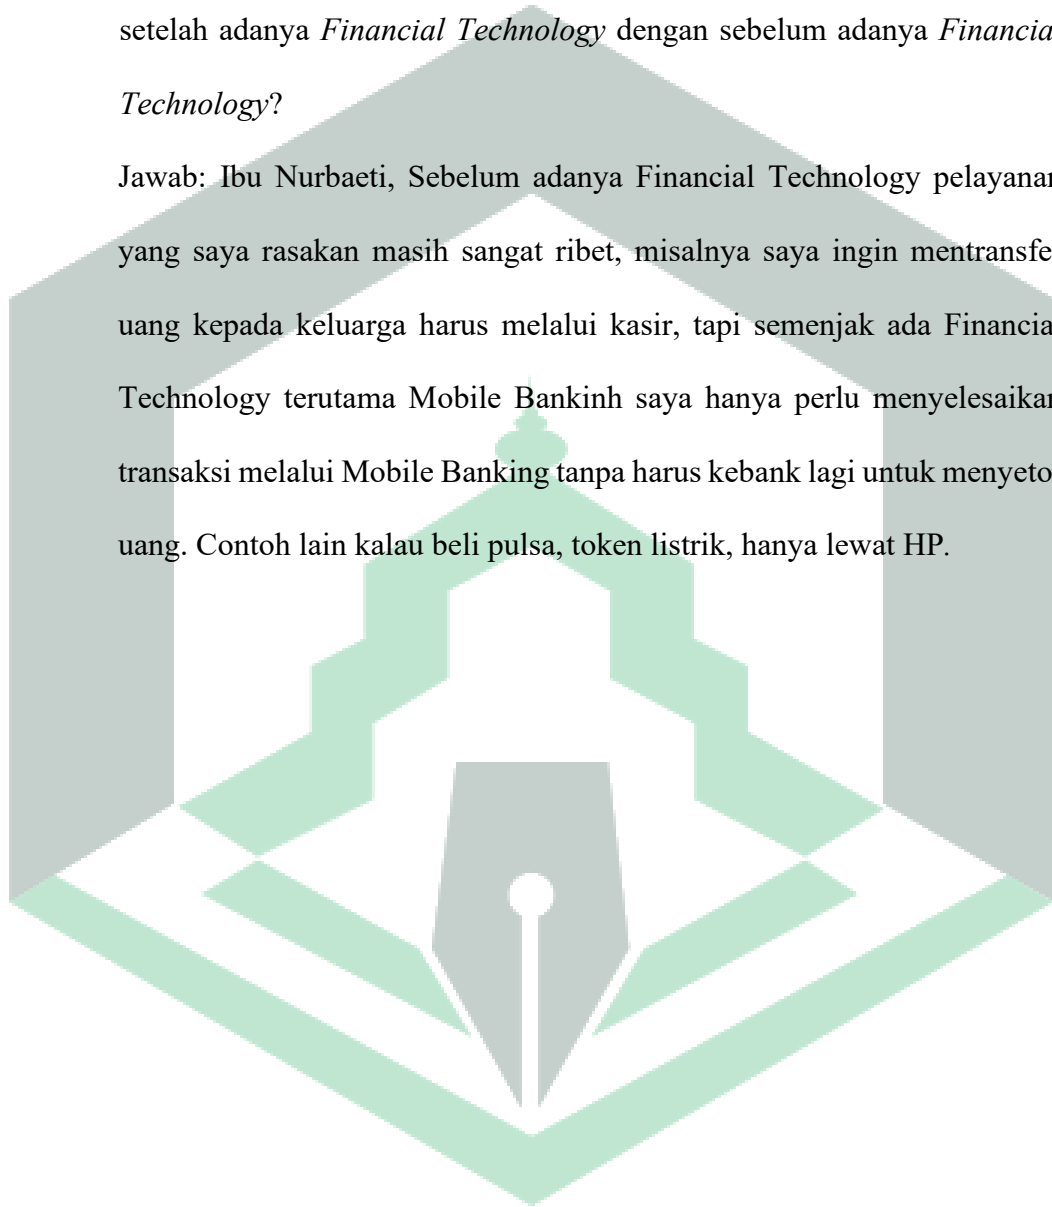 setelah adanya Financial Technology dengan sebelum adanya Financia
Technology?
Jawab: Ibu Nurbaeti, Sebelum adanya Financial Technology pelayanan
yang saya rasakan masih sangat ribet, misalnya saya ingin mentransfe
uang kepada keluarga harus melalui kasir, tapi semenjak ada Financia
Technology terutama Mobile Bankinh saya hanya perlu menyelesaikan
transaksi melalui Mobile Banking tanpa harus kebank lagi untuk menyeto
uang. Contoh lain kalau beli pulsa, token listrik, hanya lewat HP.